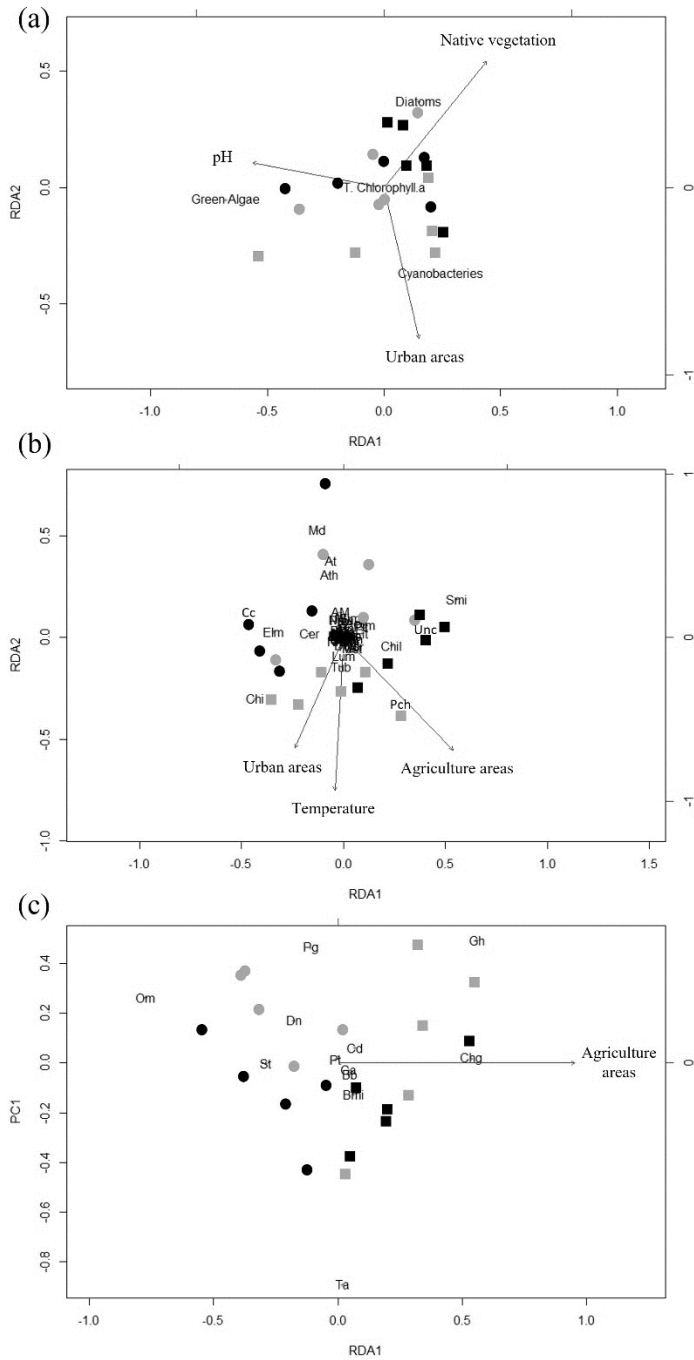 (a)
Native vegetation
0.5
Diatoms
pH
RDA2
0.0
T. Chlorophyll.a
0
Green-Algae
Cyanobacteries
-0.5
Urban areas
-1
-1.0 -0.5 0.0 0.5 1.0
RDA1
(b)
1
0.5
Md
At
Ath
AM
Smi
Cc
Elm
Cer
Unc
RDA2
0.0
0
Chil
Lum
Tub
Chi
Pch
-0.5
Urban areas
Agriculture areas
Temperature
-1
-1.0
-1.0 -0.5 0.0 0.5 1.0 1.5
RDA1
(c)
Pg
Gh
0.4
Om
0.2
Dn
Cd
Agriculture
areas
0.0
St
Pt
Chg
0
Ca
Bb
PC1
-0.2
Bmi
-0.4
-0.6
-0.8
Ta
-1.0 -0.5 0.0 0.5 1.0
RDA1